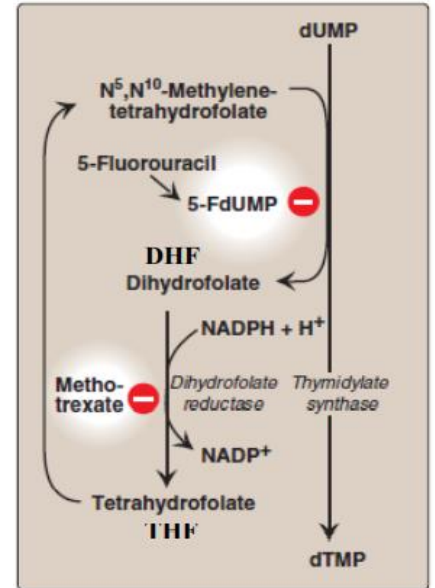 dUMP
N⁵,N¹⁰-Methylene-
tetrahydrofolate
5-Fluorouracil
5-FdUMP
DHF
Dihydrofolate
NADPH + H⁺
Metho-
trexate
Dihydrofolate
reductase
Thymidylate
synthase
NADP⁺
Tetrahydrofolate
THF
dTMP